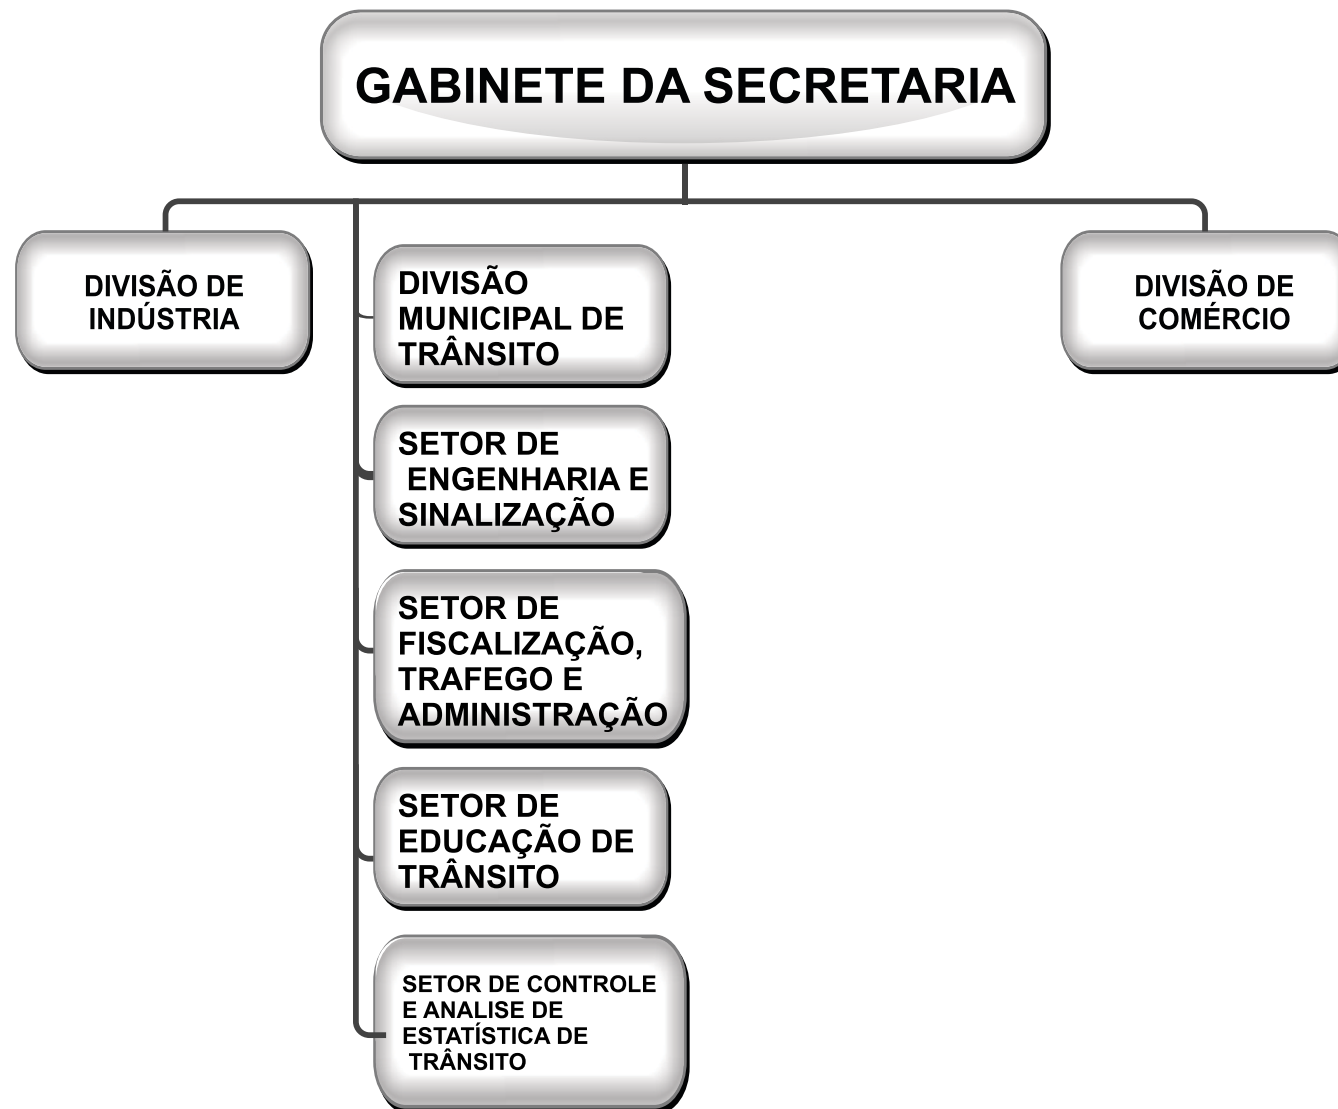 GABINETE DA SECRETARIA
DIVISÃO DE
INDÚSTRIA
DIVISÃO
MUNICIPAL DE
TRÂNSITO
DIVISÃO DE
COMÉRCIO
SETOR DE
ENGENHARIA E
SINALIZAÇÃO
SETOR DE
FISCALIZAÇÃO,
TRAFEGO E
ADMINISTRAÇÃO
SETOR DE
EDUCAÇÃO DE
TRÂNSITO
SETOR DE CONTROLE
E ANALISE DE
ESTATÍSTICA DE
TRÂNSITO